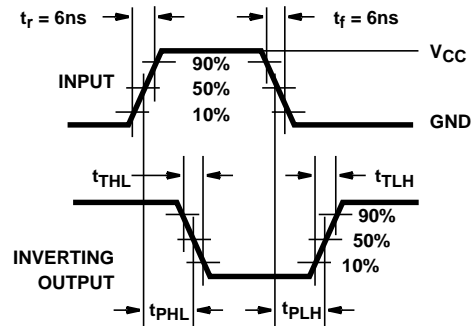 tr = 6ns
tf = 6ns
VCC
INPUT
90%
50%
10%
GND
tTHL
tTLH
90%
50%
10%
INVERTING
OUTPUT
tPHL
tPLH